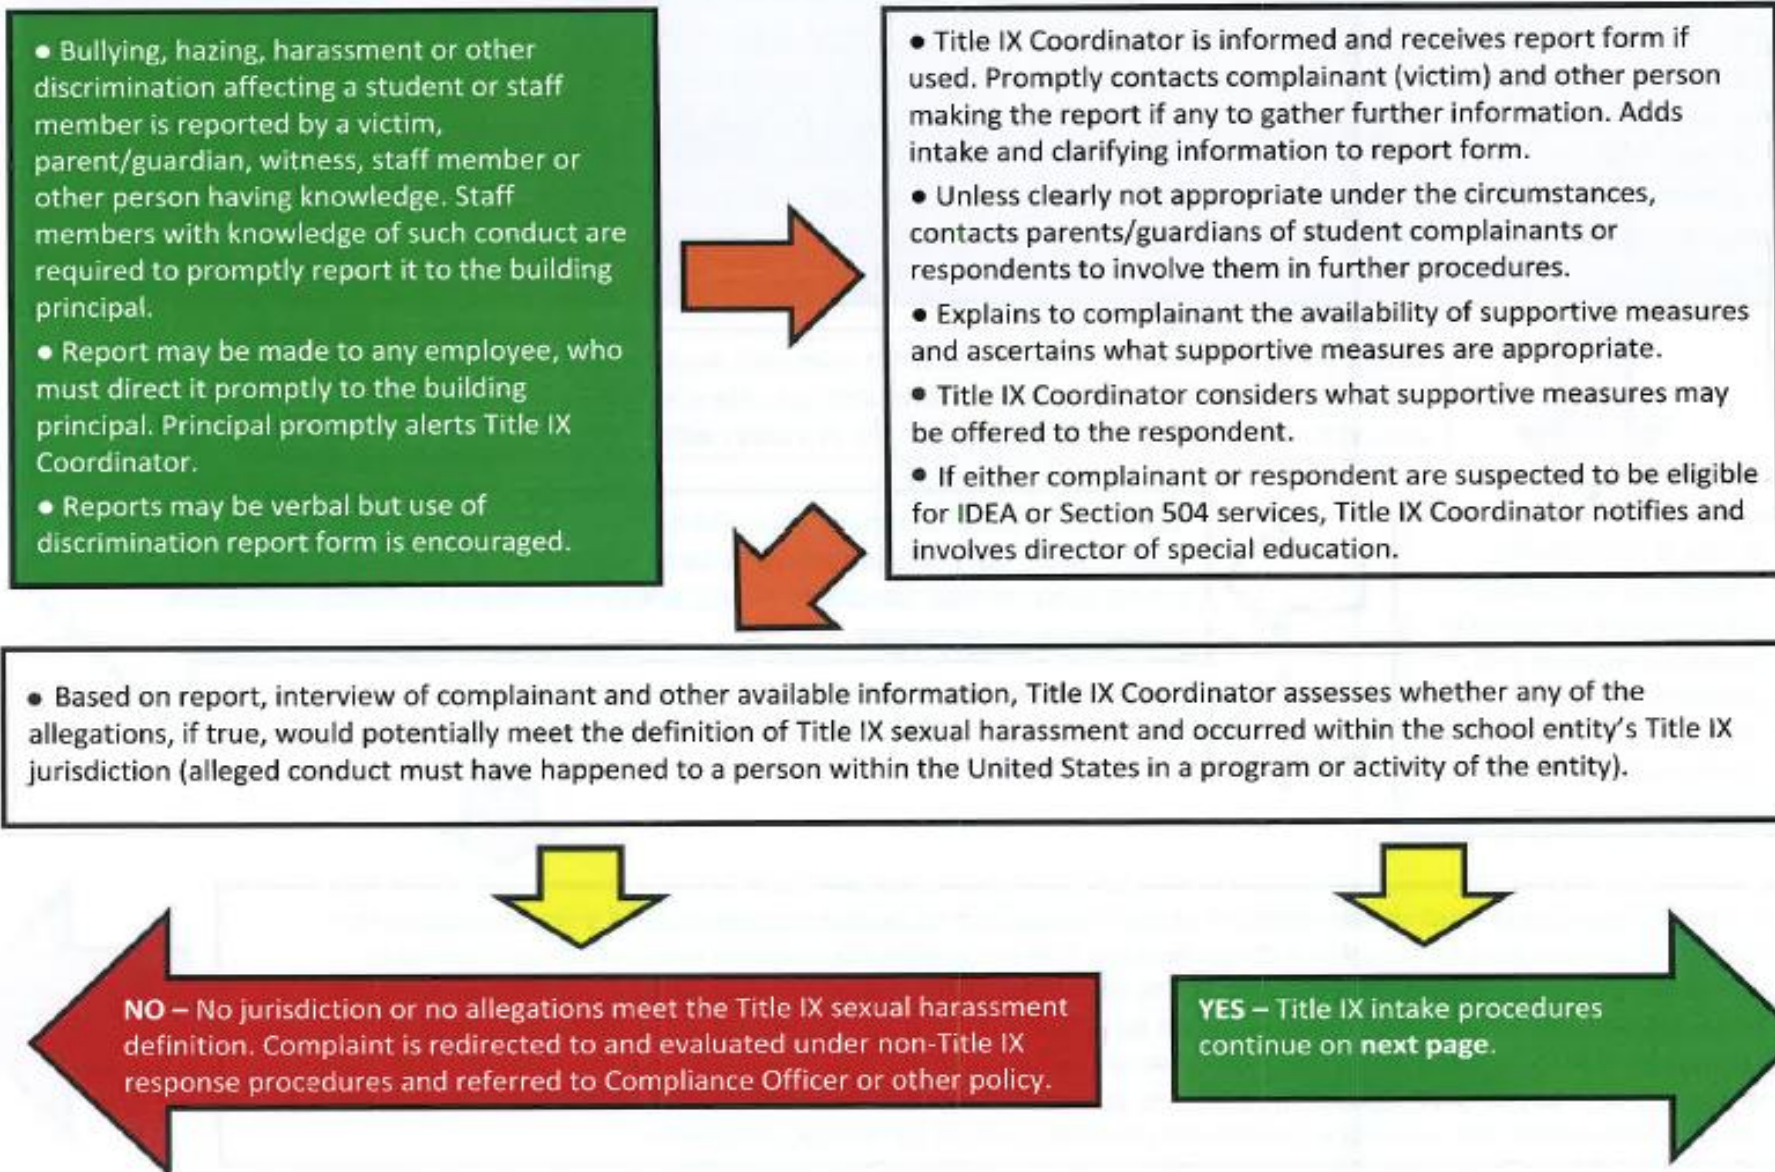 ● Bullying, hazing, harassment or other
discrimination affecting a student or staff
member is reported by a victim,
parent/guardian, witness, staff member or
other person having knowledge. Staff
members with knowledge of such conduct are
required to promptly report it to the building
principal.
● Report may be made to any employee, who
must direct it promptly to the building
principal. Principal promptly alerts Title IX
Coordinator.
● Reports may be verbal but use of
discrimination report form is encouraged.
● Title IX Coordinator is informed and receives report form if
used. Promptly contacts complainant (victim) and other person
making the report if any to gather further information. Adds
intake and clarifying information to report form.
● Unless clearly not appropriate under the circumstances,
contacts parents/guardians of student complainants or
respondents to involve them in further procedures.
● Explains to complainant the availability of supportive measures
and ascertains what supportive measures are appropriate.
● Title IX Coordinator considers what supportive measures may
be offered to the respondent.
● If either complainant or respondent are suspected to be eligible
for IDEA or Section 504 services, Title IX Coordinator notifies and
involves director of special education.
● Based on report, interview of complainant and other available information, Title IX Coordinator assesses whether any of the
allegations, if true, would potentially meet the definition of Title IX sexual harassment and occurred within the school entity's Title IX
jurisdiction (alleged conduct must have happened to a person within the United States in a program or activity of the entity).
NO – No jurisdiction or no allegations meet the Title IX sexual harassment
definition. Complaint is redirected to and evaluated under non-Title IX
response procedures and referred to Compliance Officer or other policy.
YES – Title IX intake procedures
continue on next page.